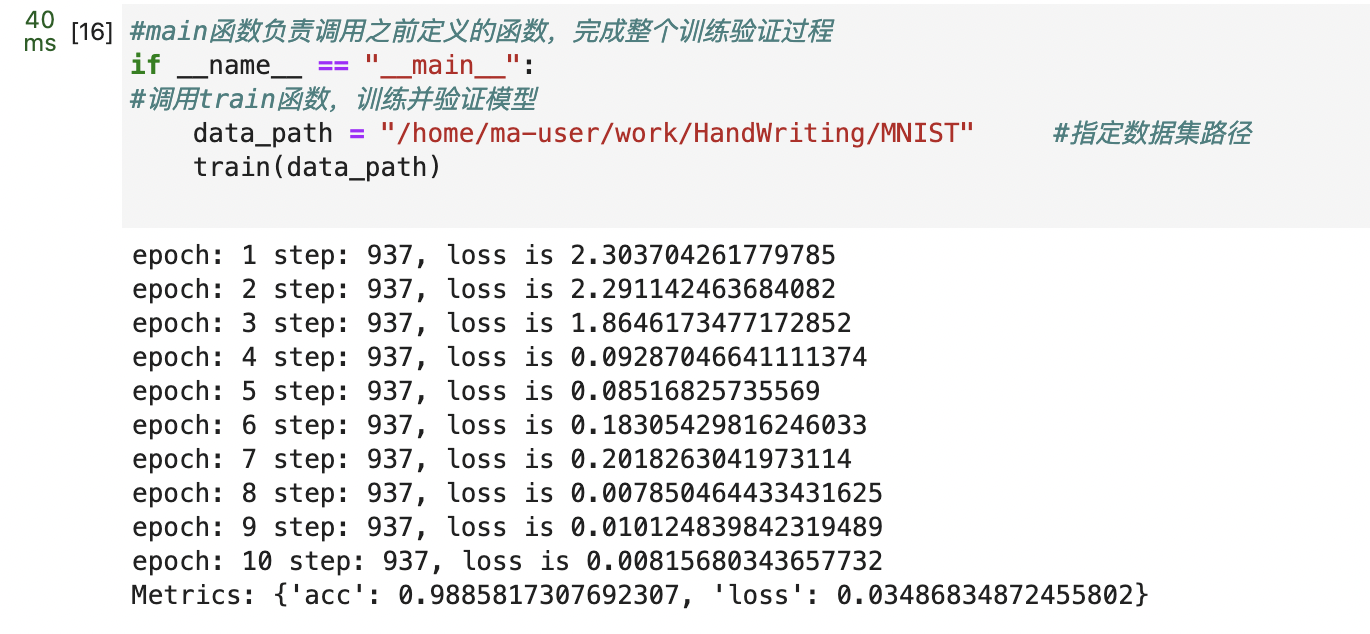 40
ms
[16]
#main函数负责调用之前定义的函数，完成整个训练验证过程
if __name__ == "__main__":
#调用train函数，训练并验证模型
    data_path = "/home/ma-user/work/HandWriting/MNIST"     #指定数据集路径
    train(data_path)
epoch: 1 step: 937, loss is 2.303704261779785
epoch: 2 step: 937, loss is 2.291142463684082
epoch: 3 step: 937, loss is 1.8646173477172852
epoch: 4 step: 937, loss is 0.09287046641111374
epoch: 5 step: 937, loss is 0.08516825735569
epoch: 6 step: 937, loss is 0.18305429816246033
epoch: 7 step: 937, loss is 0.2018263041973114
epoch: 8 step: 937, loss is 0.007850464433431625
epoch: 9 step: 937, loss is 0.010124839842319489
epoch: 10 step: 937, loss is 0.00815680343657732
Metrics: {'acc': 0.9885817307692307, 'loss': 0.03486834872455802}